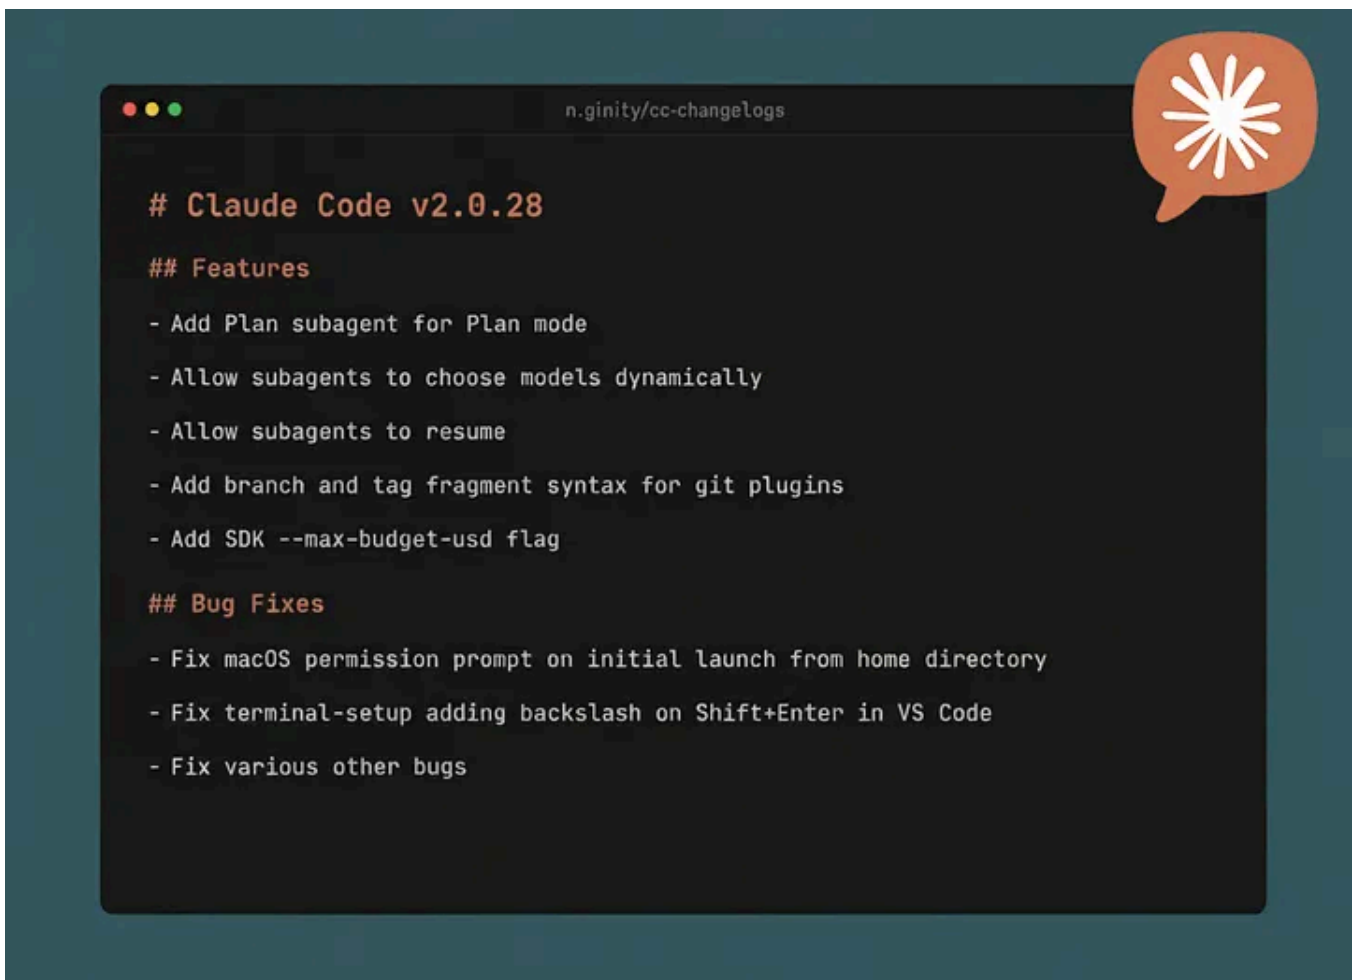 n.ginity/cc-changelogs
# Claude Code v2.0.28
## Features
- Add Plan subagent for Plan mode
- Allow subagents to choose models dynamically
- Allow subagents to resume
- Add branch and tag fragment syntax for git plugins
- Add SDK --max-budget-usd flag
## Bug Fixes
- Fix macOS permission prompt on initial launch from home directory
- Fix terminal-setup adding backslash on Shift+Enter in VS Code
- Fix various other bugs